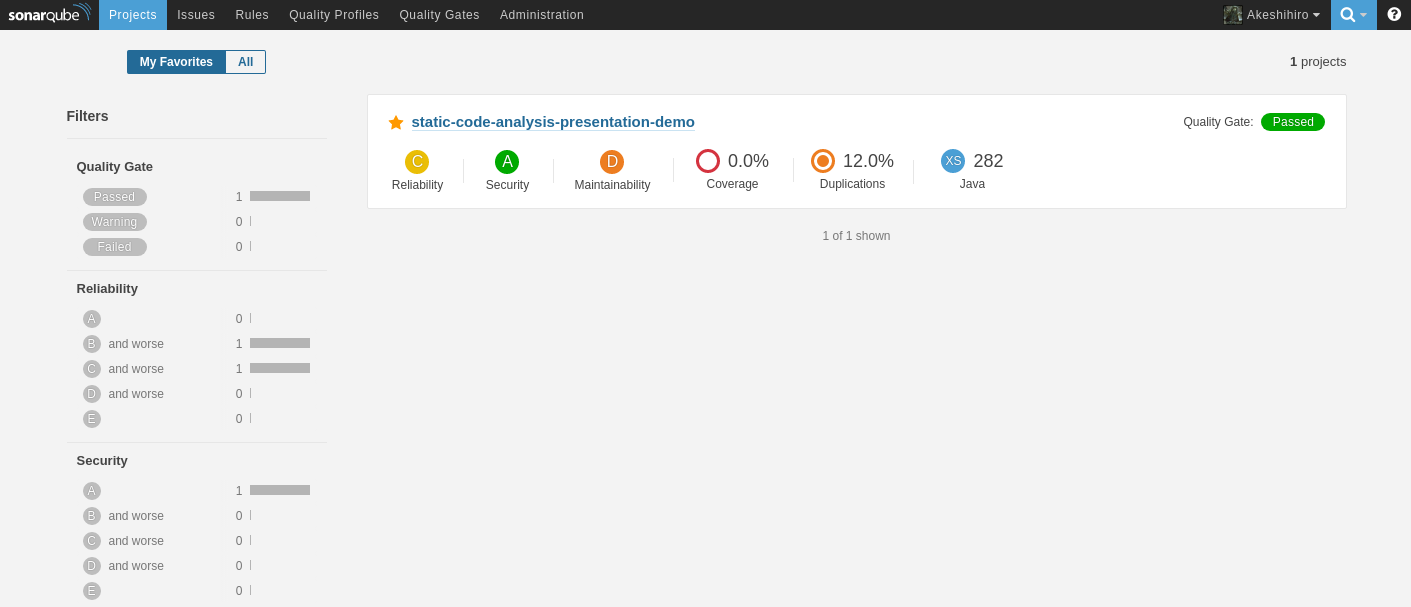 sonarqube Projects Issues Rules Quality Profiles Quality Gates Administration Akeshihiro
My Favorites All
1 projects
Filters
Quality Gate
Passed 1
Warning 0
Failed 0
Reliability
A 0
B and worse 1
C and worse 1
D and worse 0
E 0
Security
A 1
B and worse 0
C and worse 0
D and worse 0
E 0
static-code-analysis-presentation-demo
Quality Gate: Passed
C A D 0.0% 12.0% XS 282
Reliability Security Maintainability Coverage Duplications Java
1 of 1 shown